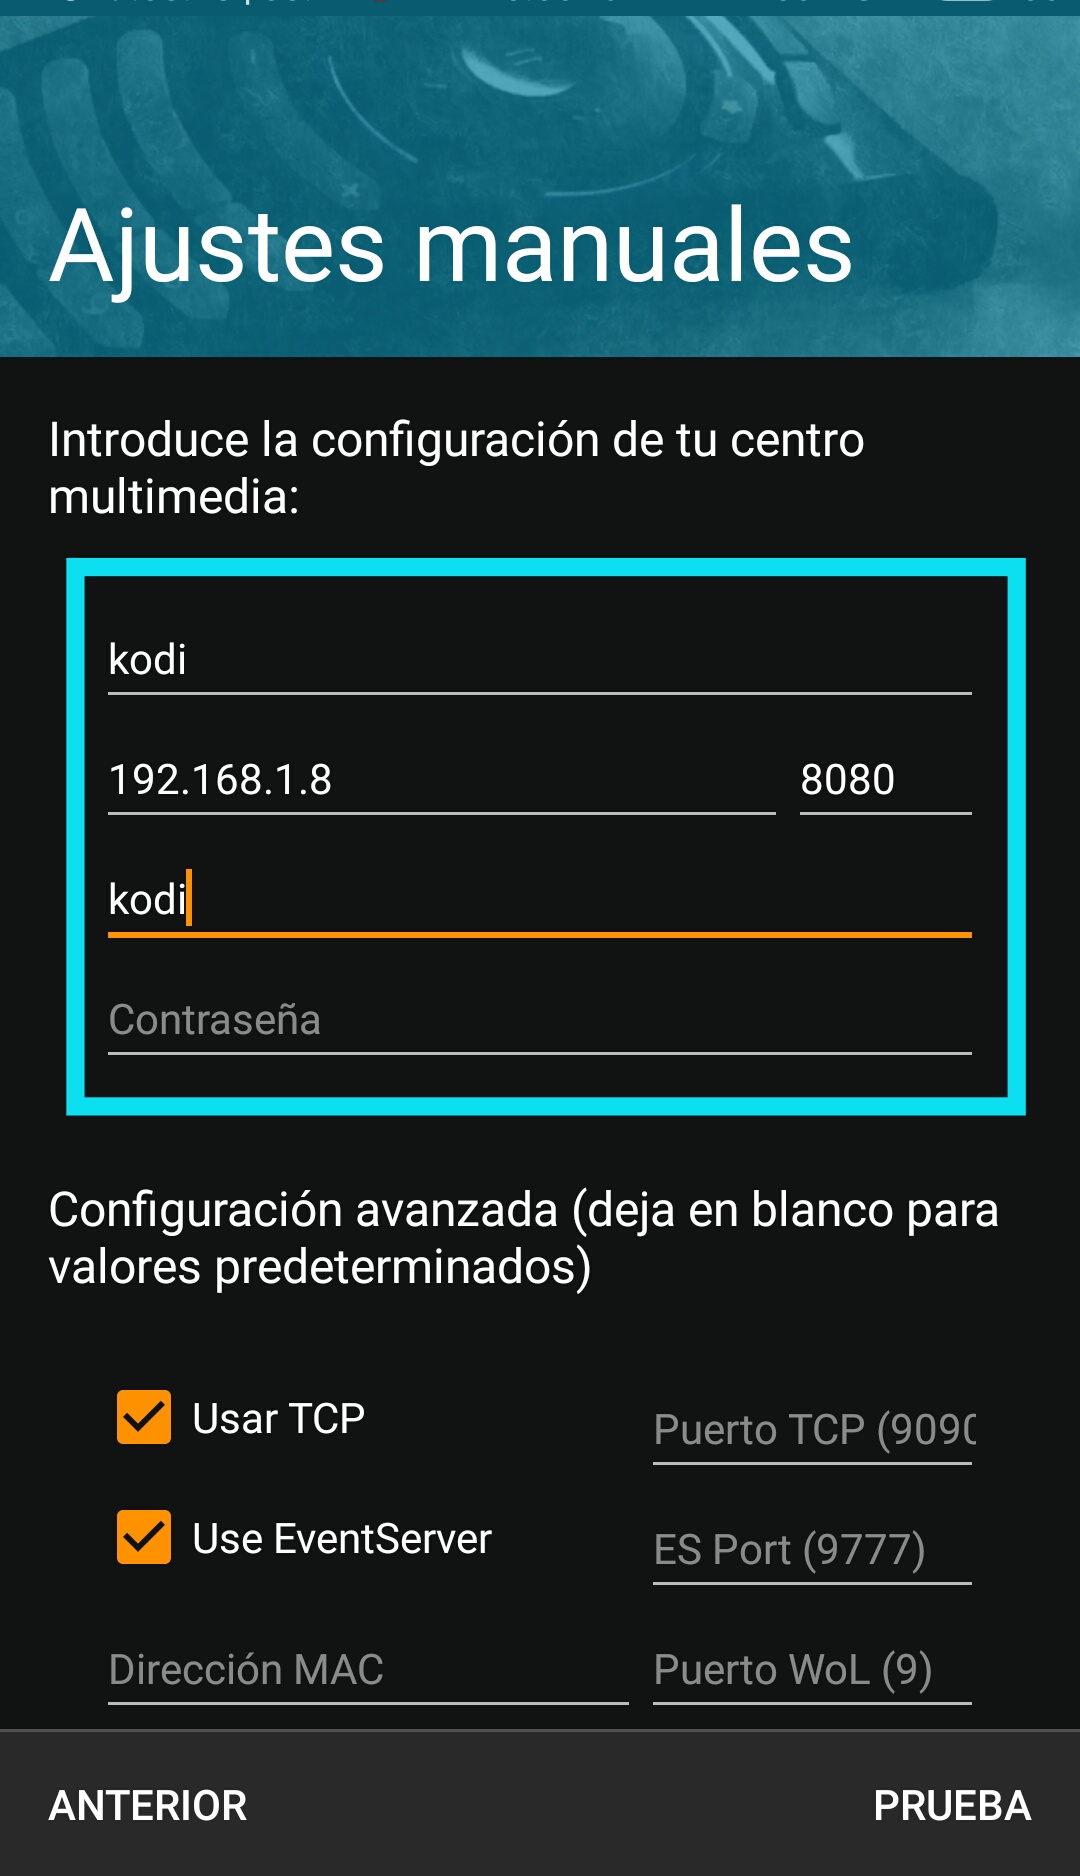 Ajustes manuales
Introduce la configuración de tu centro
multimedia:
kodi
192.168.1.8 8080
kodi
Contraseña
Configuración avanzada (deja en blanco para
valores predeterminados)
Usar TCP Puerto TCP (9090
Use EventServer ES Port (9777)
Dirección MAC Puerto WoL (9)
ANTERIOR PRUEBA